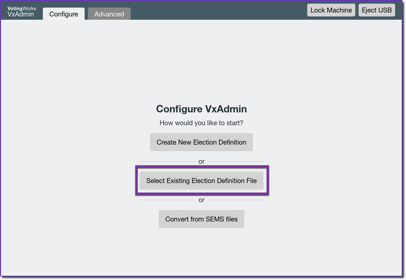 VotingWorks
VxAdmin
Configure
Advanced
Lock Machine
Eject USB
Configure VxAdmin
How would you like to start?
Create New Election Definition
or
Select Existing Election Definition File
or
Convert from SEMS files